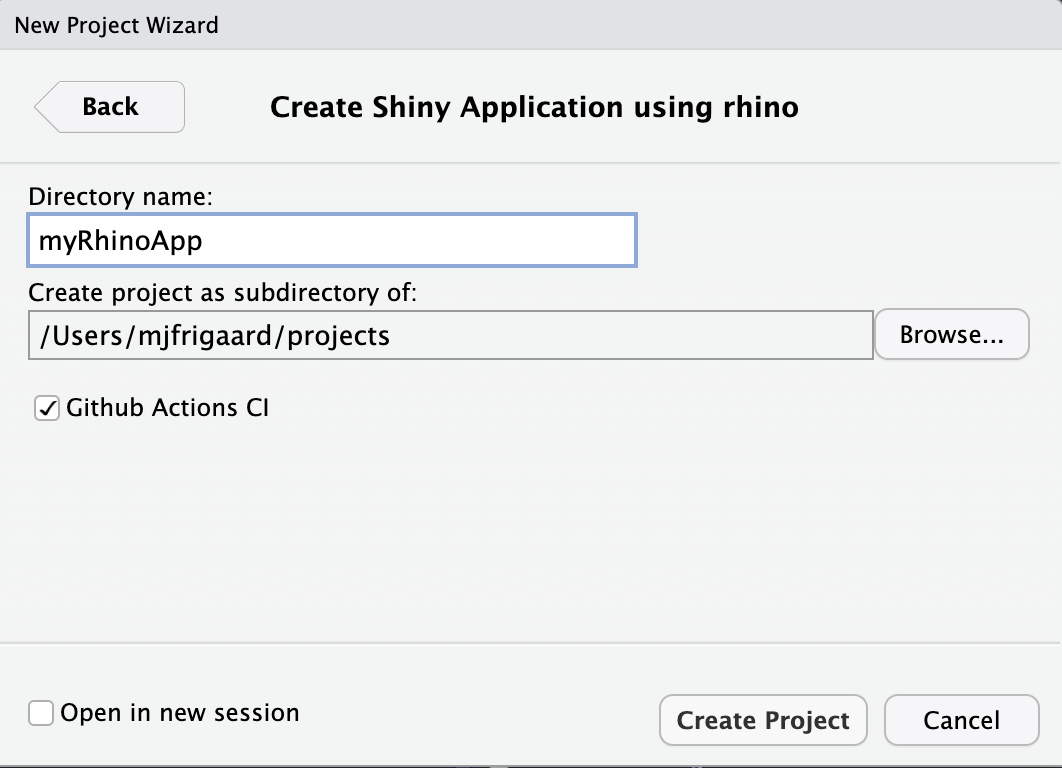 New Project Wizard
Back
Create Shiny Application using rhino
Directory name:
myRhinoApp
Create project as subdirectory of:
/Users/mjfrigaard/projects
Browse...
Github Actions CI
Open in new session
Create Project
Cancel